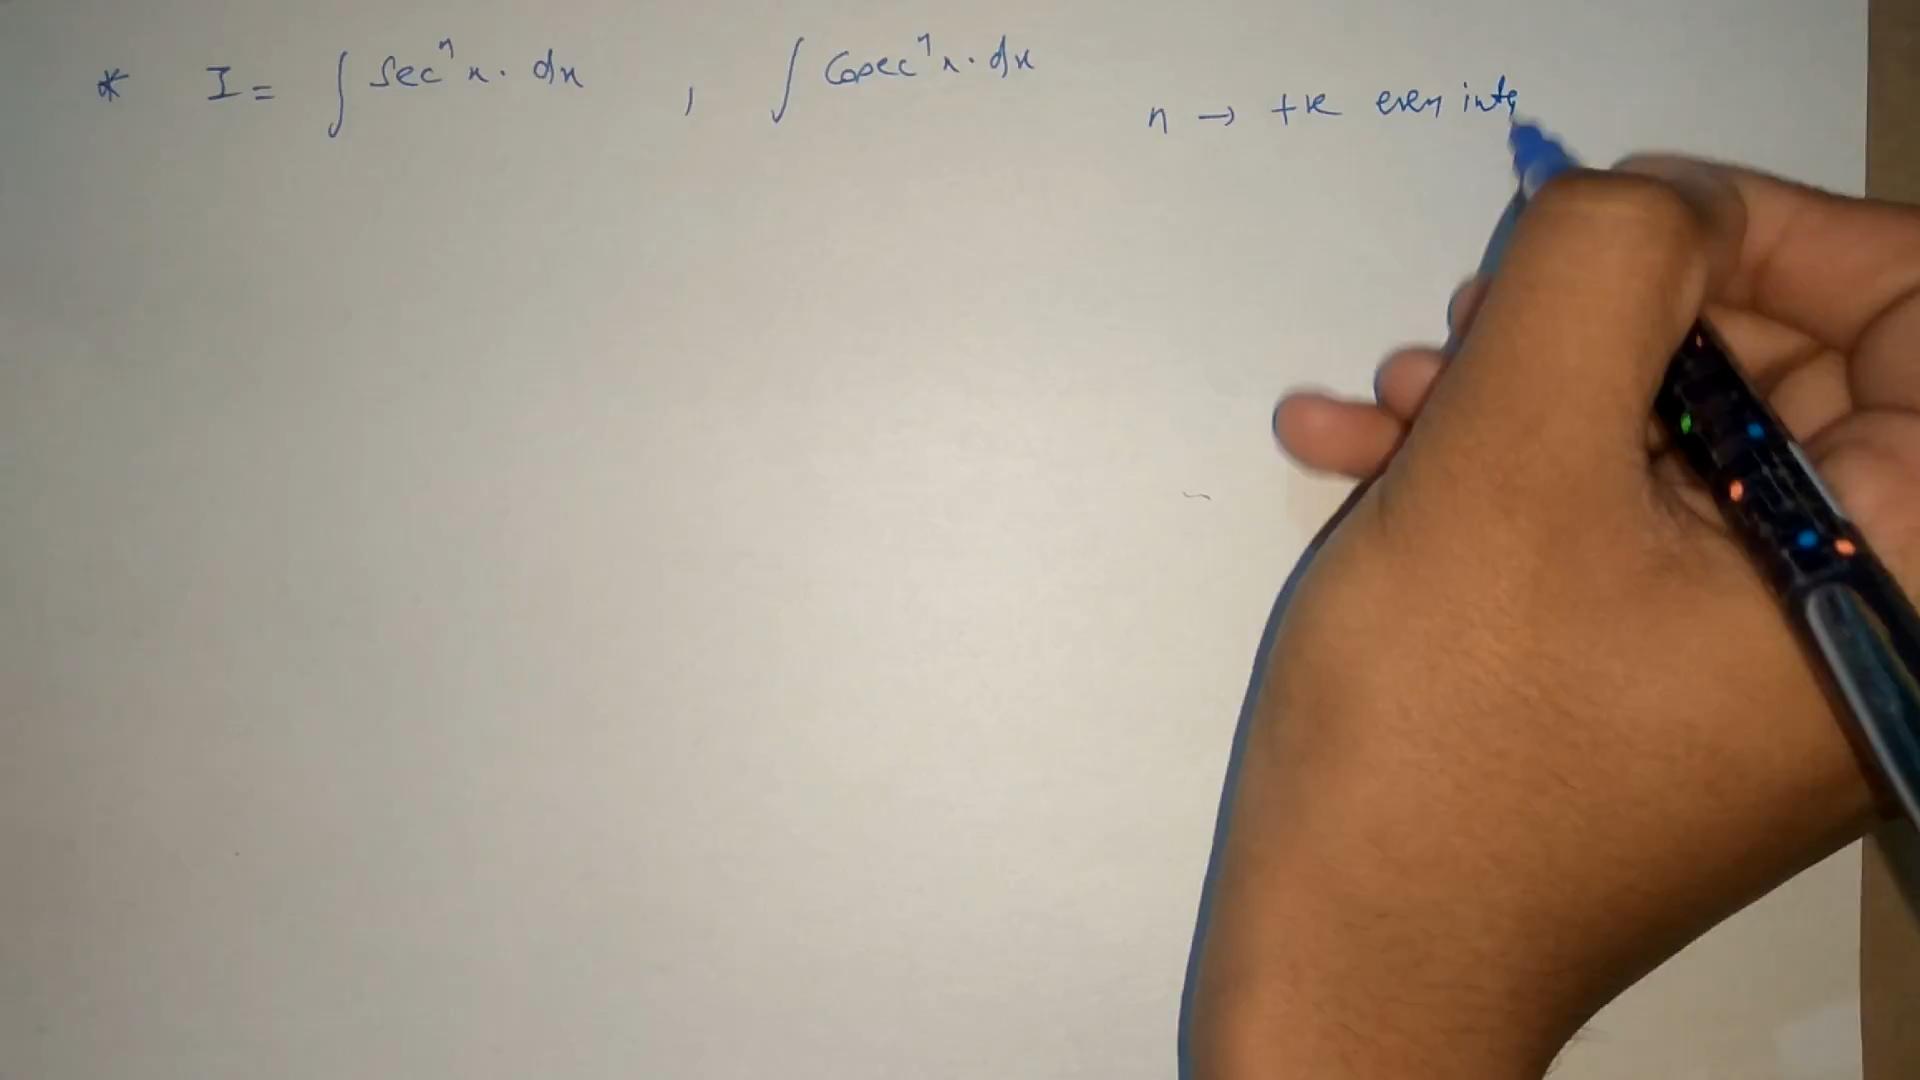 * I = ∫ Sec^n x. dx , ∫ Cosec^n x. dx n → +ve even inte